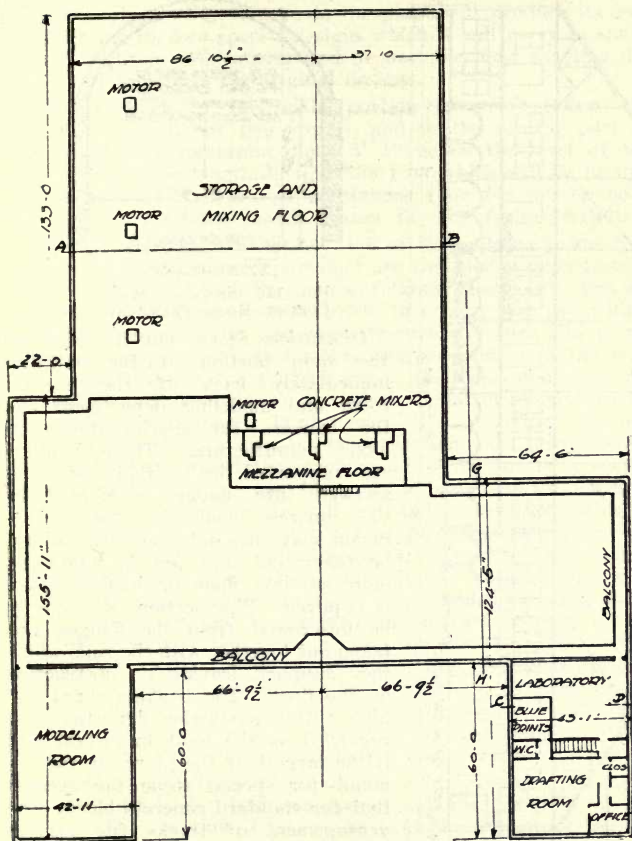 86 10½"
37'10
MOTOR
133-0
STORAGE AND
MOTOR
MIXING FLOOR
A
B
MOTOR
22-0
MOTOR
CONCRETE MIXERS
MEZZANINE FLOOR
64-6"
G
155'-11"
124-5"
BALCONY
BALCONY
66-9½
66-9½
H
LABORATORY
C
D
BLUE
PRINTS
43-1"
MODELING
ROOM
60-0
60-0
W.C.
CLOS
DRAFTING
ROOM
OFFICE
42'-11